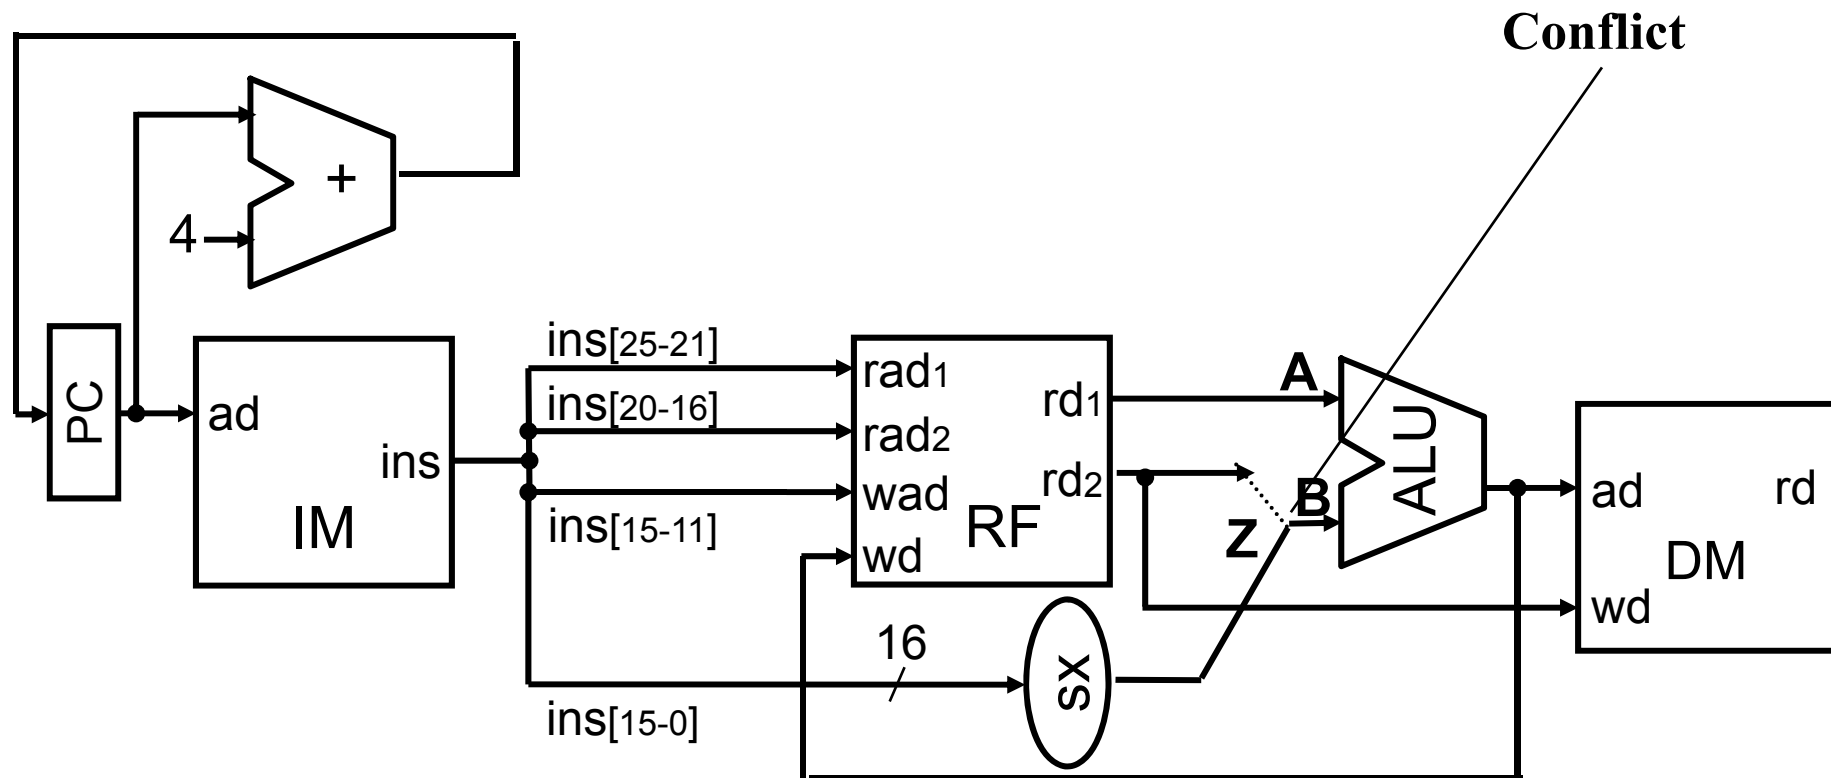 Conflict
+
4
PC
ad
ins
IM
ins[25-21]
ins[20-16]
ins[15-11]
ins[15-0]
rad1
rad2
wad
wd
rd1
rd2
RF
16
sx
A
B
Z
ALU
ad
rd
DM
wd